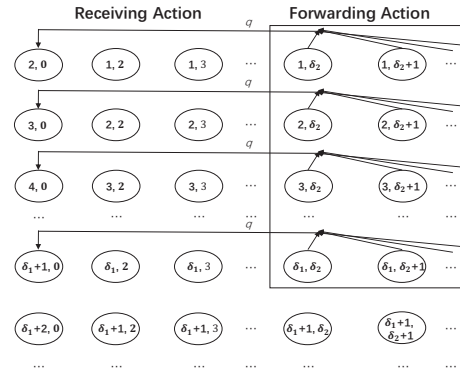 Receiving Action Forwarding Action
q
2, 0 1, 2 1, 3 ... 1, δ₂ 1, δ₂+1 ...
q
3, 0 2, 2 2, 3 ... 2, δ₂ 2, δ₂+1 ...
q
4, 0 3, 2 3, 3 ... 3, δ₂ 3, δ₂+1 ...
... ... ... ... ...
q
δ₁+1, 0 δ₁, 2 δ₁, 3 ... δ₁, δ₂ δ₁, δ₂+1 ...
δ₁+2, 0 δ₁+1, 2 δ₁+1, 3 ... δ₁+1, δ₂ δ₁+1, ...
δ₂+1
... ... ... ... ...